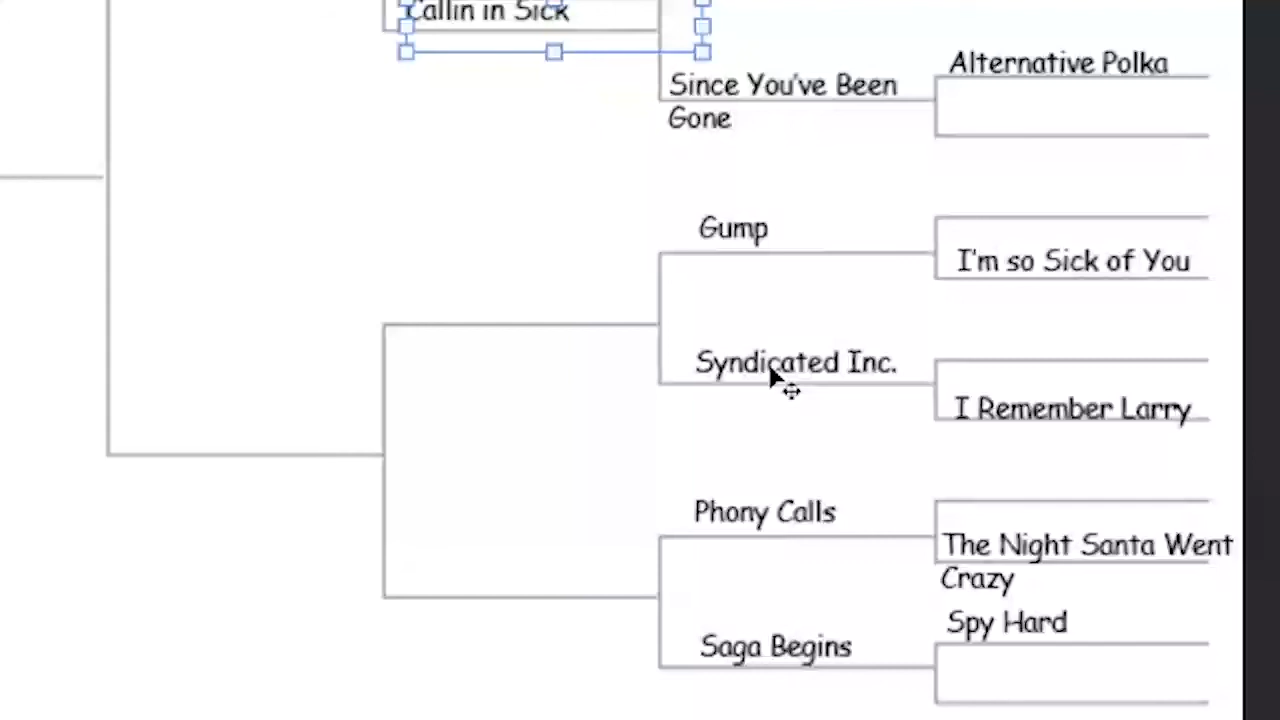 Callin in Sick
Alternative Polka
Since You've Been
Gone
Gump
I'm so Sick of You
Syndicated Inc.
I Remember Larry
Phony Calls
The Night Santa Went
Crazy
Spy Hard
Saga Begins